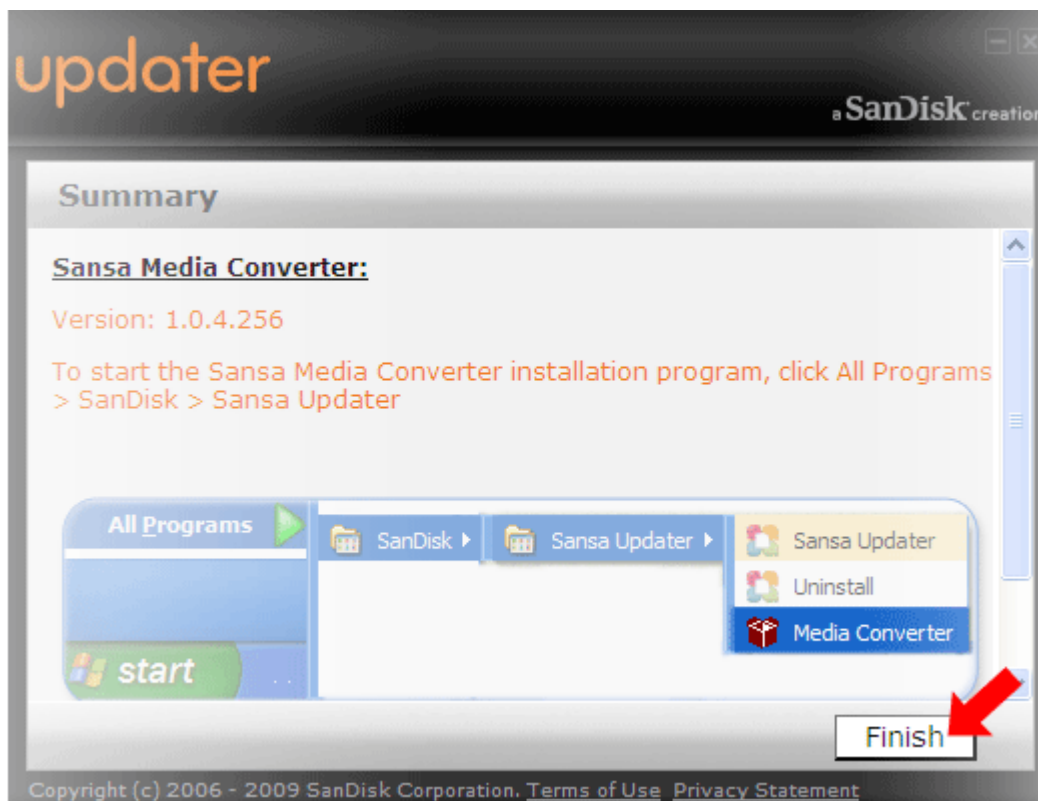 updater
a SanDisk creation
Summary
Sansa Media Converter:
Version: 1.0.4.256
To start the Sansa Media Converter installation program, click All Programs
> SanDisk > Sansa Updater
All Programs
SanDisk
Sansa Updater
Sansa Updater
Uninstall
Media Converter
start
Finish
Copyright (c) 2006 - 2009 SanDisk Corporation. Terms of Use Privacy Statement